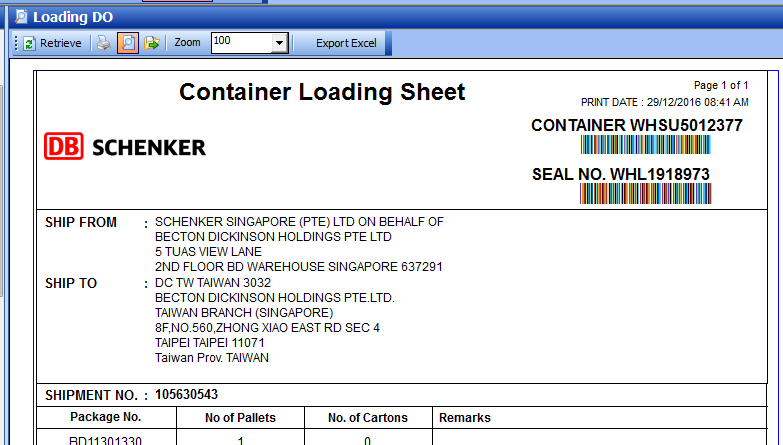 Loading DO
Retrieve Zoom 100 Export Excel
Container Loading Sheet
Page 1 of 1
PRINT DATE : 29/12/2016 08:41 AM
CONTAINER WHSU5012377
DB SCHENKER
SEAL NO. WHL1918973
SHIP FROM : SCHENKER SINGAPORE (PTE) LTD ON BEHALF OF
BECTON DICKINSON HOLDINGS PTE LTD
5 TUAS VIEW LANE
2ND FLOOR BD WAREHOUSE SINGAPORE 637291
SHIP TO : DC TW TAIWAN 3032
BECTON DICKINSON HOLDINGS PTE.LTD.
TAIWAN BRANCH (SINGAPORE)
8F,NO.560,ZHONG XIAO EAST RD SEC 4
TAIPEI TAIPEI 11071
Taiwan Prov. TAIWAN
SHIPMENT NO. : 105630543
Package No. No of Pallets No. of Cartons Remarks
BD11301330 1 0